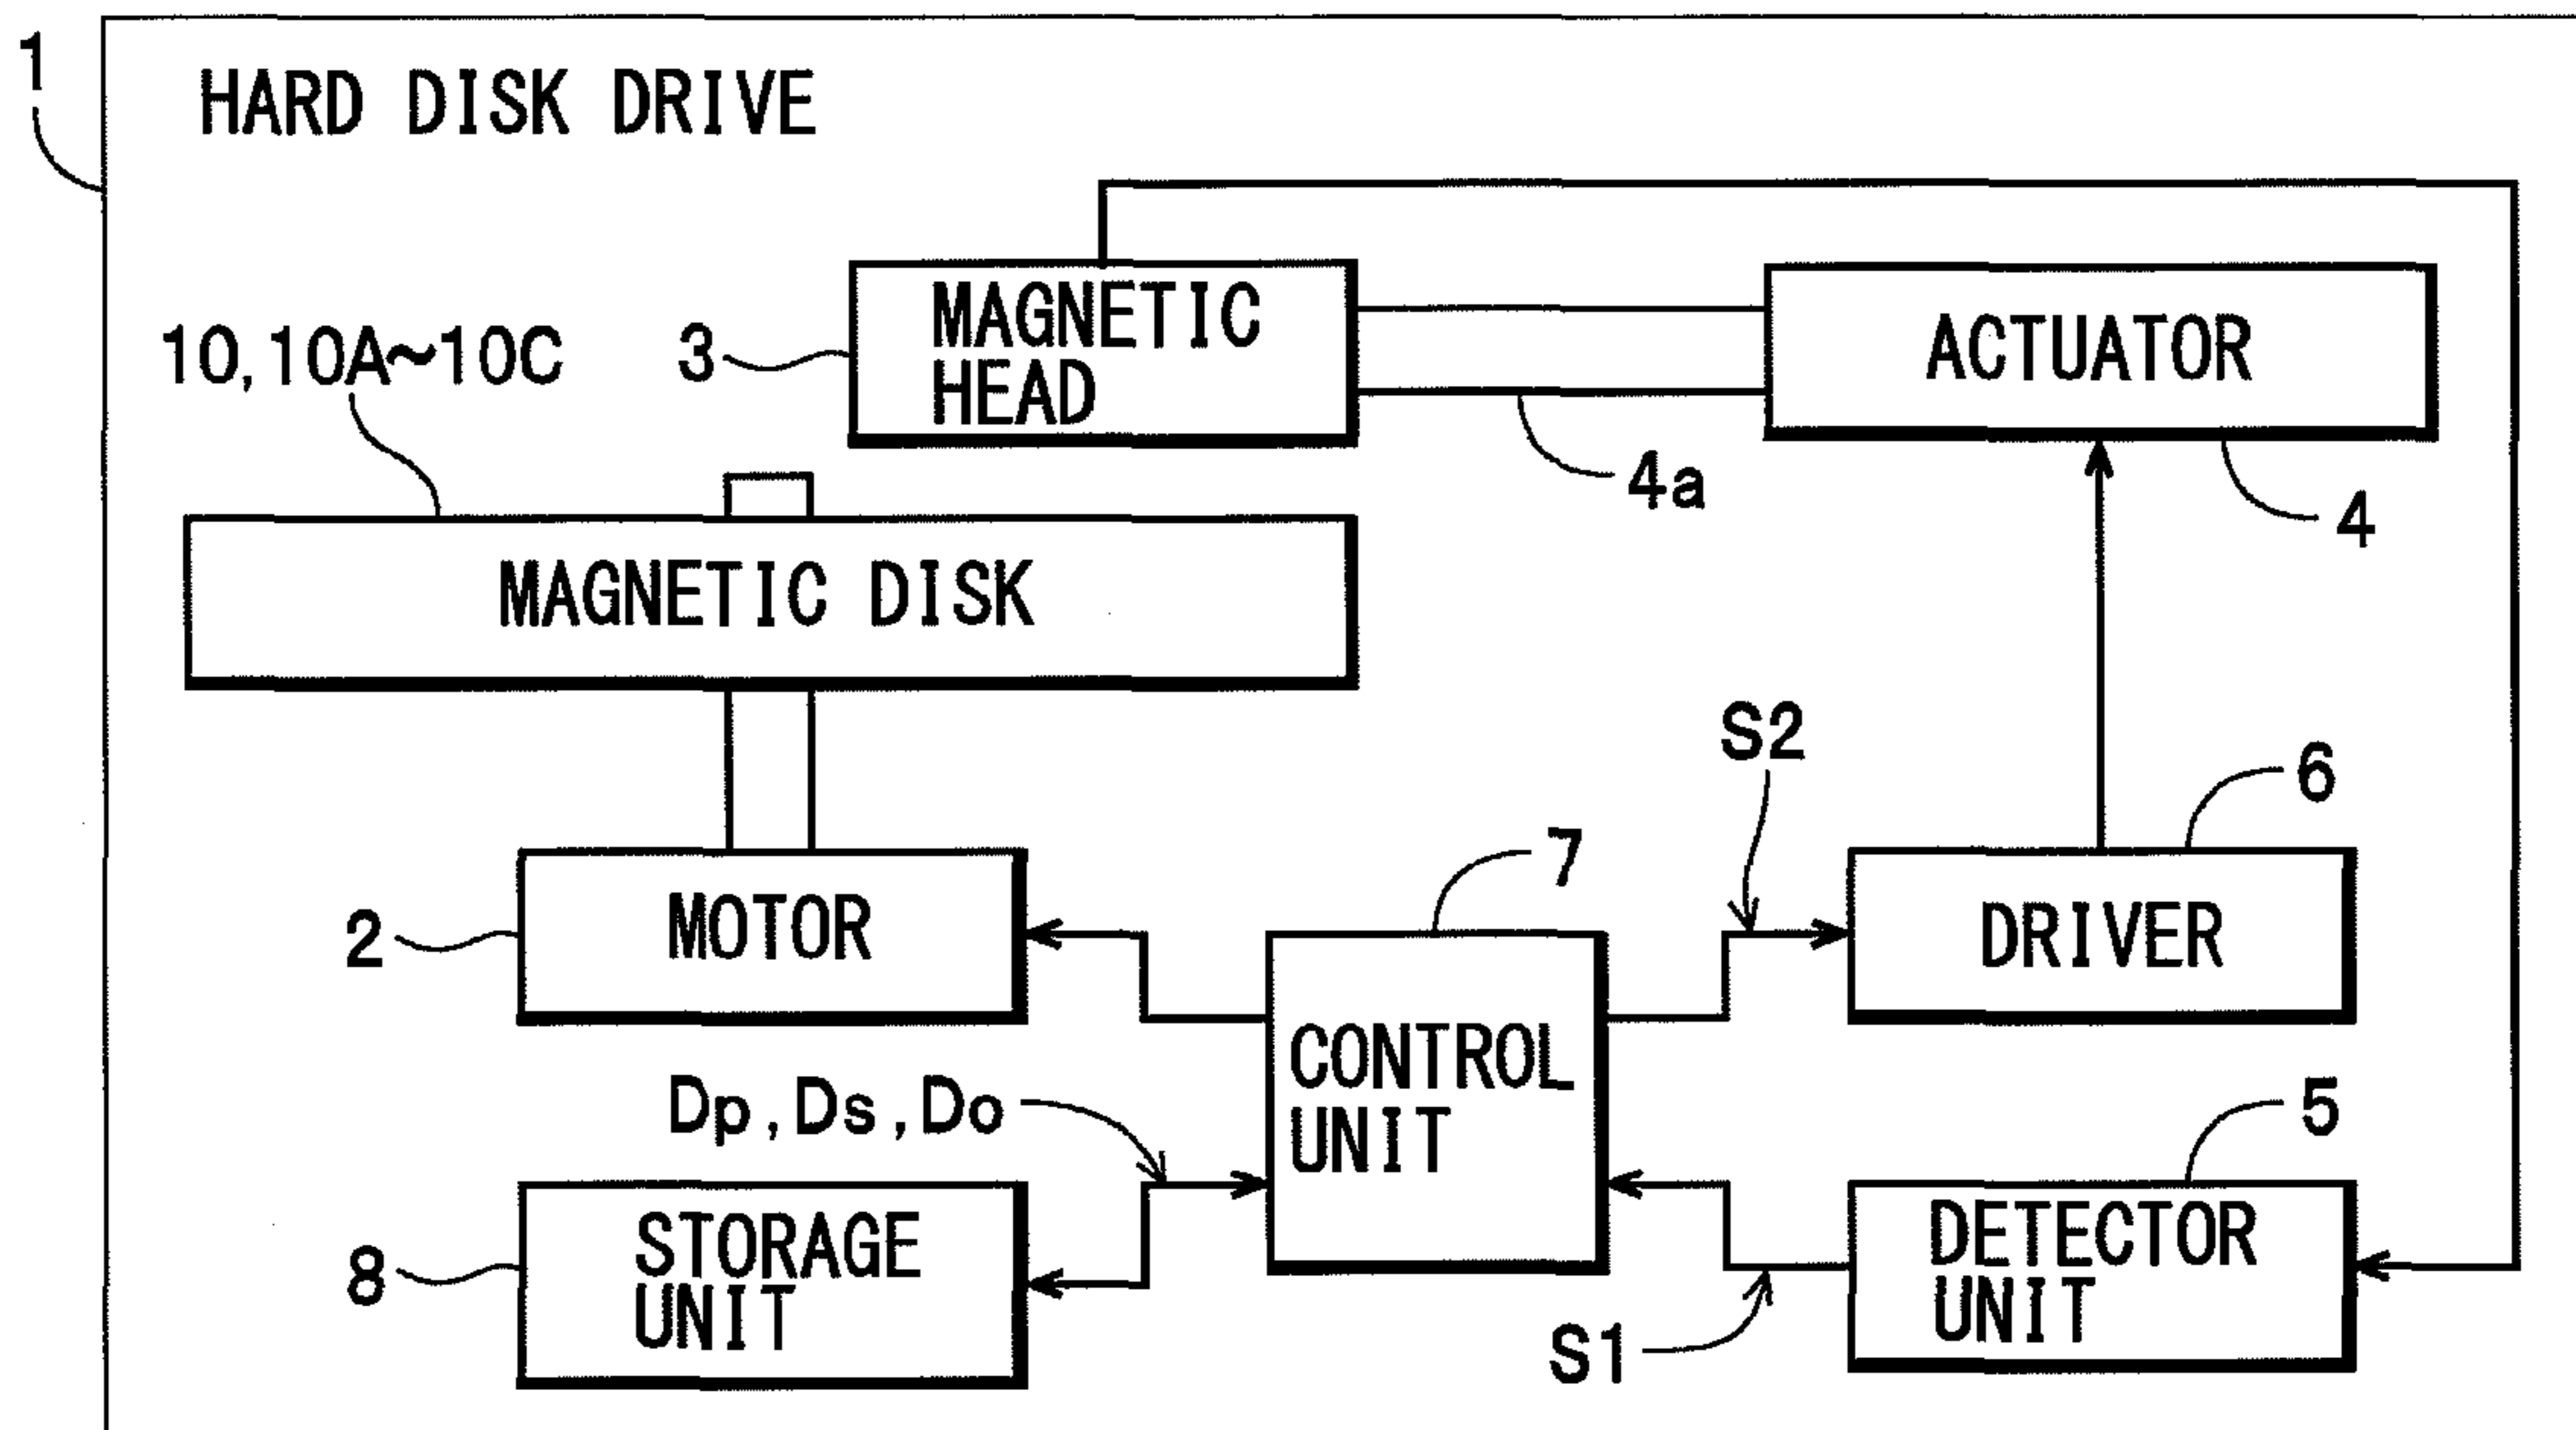 1
HARD DISK DRIVE
MAGNETIC
HEAD
3
ACTUATOR
10,10A~10C
4a
4
MAGNETIC DISK
S2
6
7
MOTOR
2
DRIVER
CONTROL
UNIT
Dp,Ds,Do
5
STORAGE
UNIT
8
DETECTOR
UNIT
S1